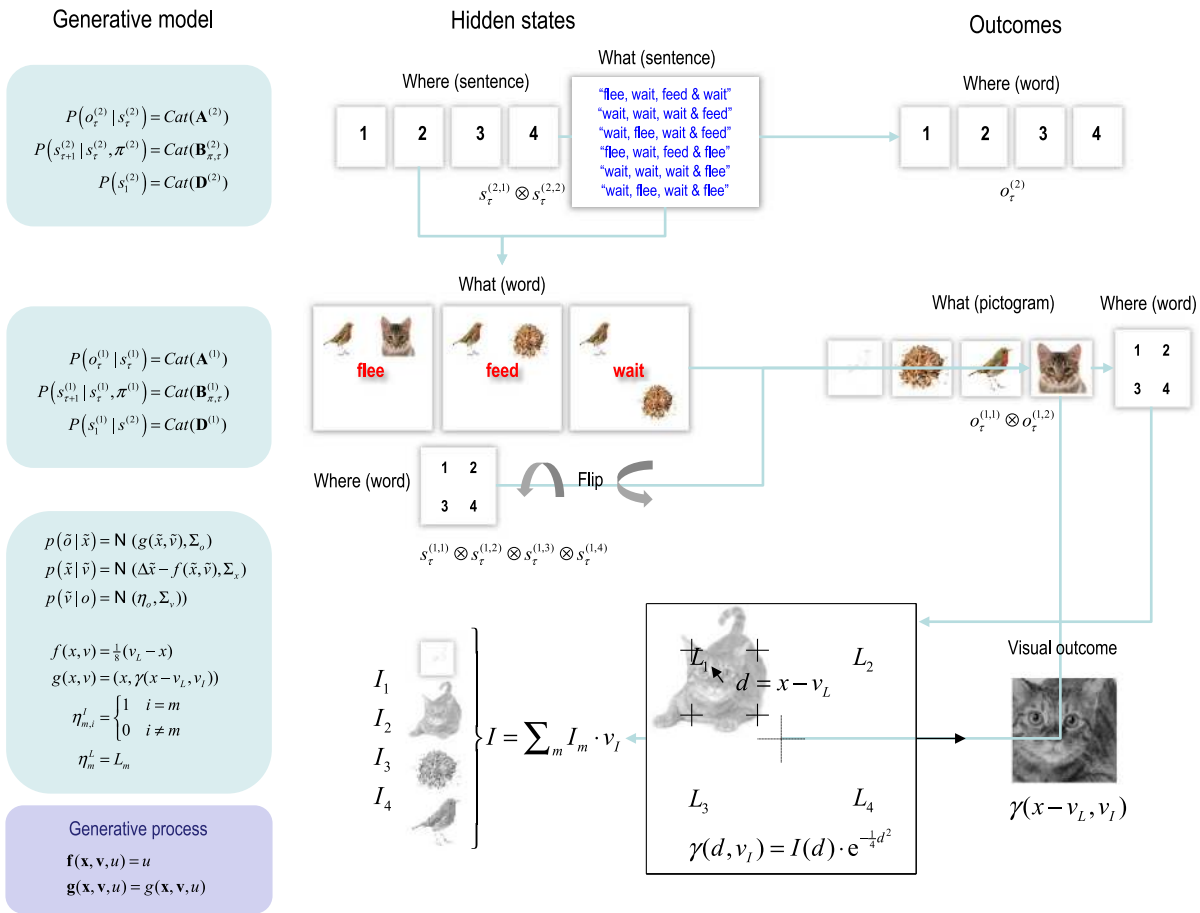 Generative model
Hidden states
Outcomes
P(o_τ^(2) | s_τ^(2)) = Cat(A^(2))
P(s_τ+1^(2) | s_τ^(2), π^(2)) = Cat(B_π,τ^(2))
P(s_1^(2)) = Cat(D^(2))
Where (sentence)
1 2 3 4
What (sentence)
“flee, wait, feed & wait”
“wait, wait, wait & feed”
“wait, flee, wait & feed”
“flee, wait, feed & flee”
“wait, wait, wait & flee”
“wait, flee, wait & flee”
s_τ^(2,1) ⊗ s_τ^(2,2)
Where (word)
1 2 3 4
o_τ^(2)
P(o_τ^(1) | s_τ^(1)) = Cat(A^(1))
P(s_τ+1^(1) | s_τ^(1), π^(1)) = Cat(B_π,τ^(1))
P(s_1^(1) | s^(2)) = Cat(D^(1))
What (word)
flee feed wait
What (pictogram)
Where (word)
1 2
3 4
o_τ^(1,1) ⊗ o_τ^(1,2)
Where (word)
1 2
3 4
Flip
s_τ^(1,1) ⊗ s_τ^(1,2) ⊗ s_τ^(1,3) ⊗ s_τ^(1,4)
p(õ | x̃) = N (g(x̃, ṽ), Σ_o)
p(x̃ | ṽ) = N (Δx̃ − f(x̃, ṽ), Σ_x)
p(ṽ | o) = N (η_o, Σ_v))
f(x, v) = 1/8 (v_L − x)
g(x, v) = (x, γ(x − v_L, v_I))
η_m,i^I = { 1 i = m
0 i ≠ m
η_m^L = L_m
Generative process
f(x, v, u) = u
g(x, v, u) = g(x, v, u)
I_1
I_2
I_3
I_4
I = ∑_m I_m · v_I
L_1
L_2
d = x − v_L
L_3
L_4
γ(d, v_I) = I(d) · e^(−1/4 d^2)
Visual outcome
γ(x − v_L, v_I)